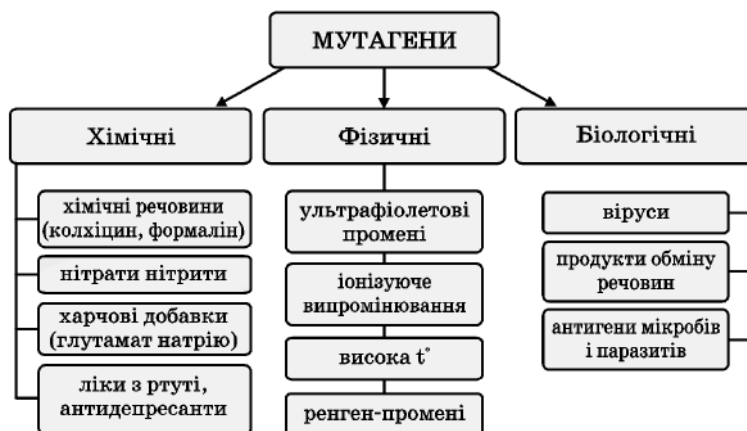 МУТАГЕНИ
Хімічні
хімічні речовини
(колхіцин, формалін)
нітрати нітрити
харчові добавки
(глутамат натрію)
ліки з ртуті,
антидепресанти
Фізичні
ультрафіолетові
промені
іонізуюче
випромінювання
висока t°
ренген-промені
Біологічні
віруси
продукти обміну
речовин
антигени мікробів
і паразитів